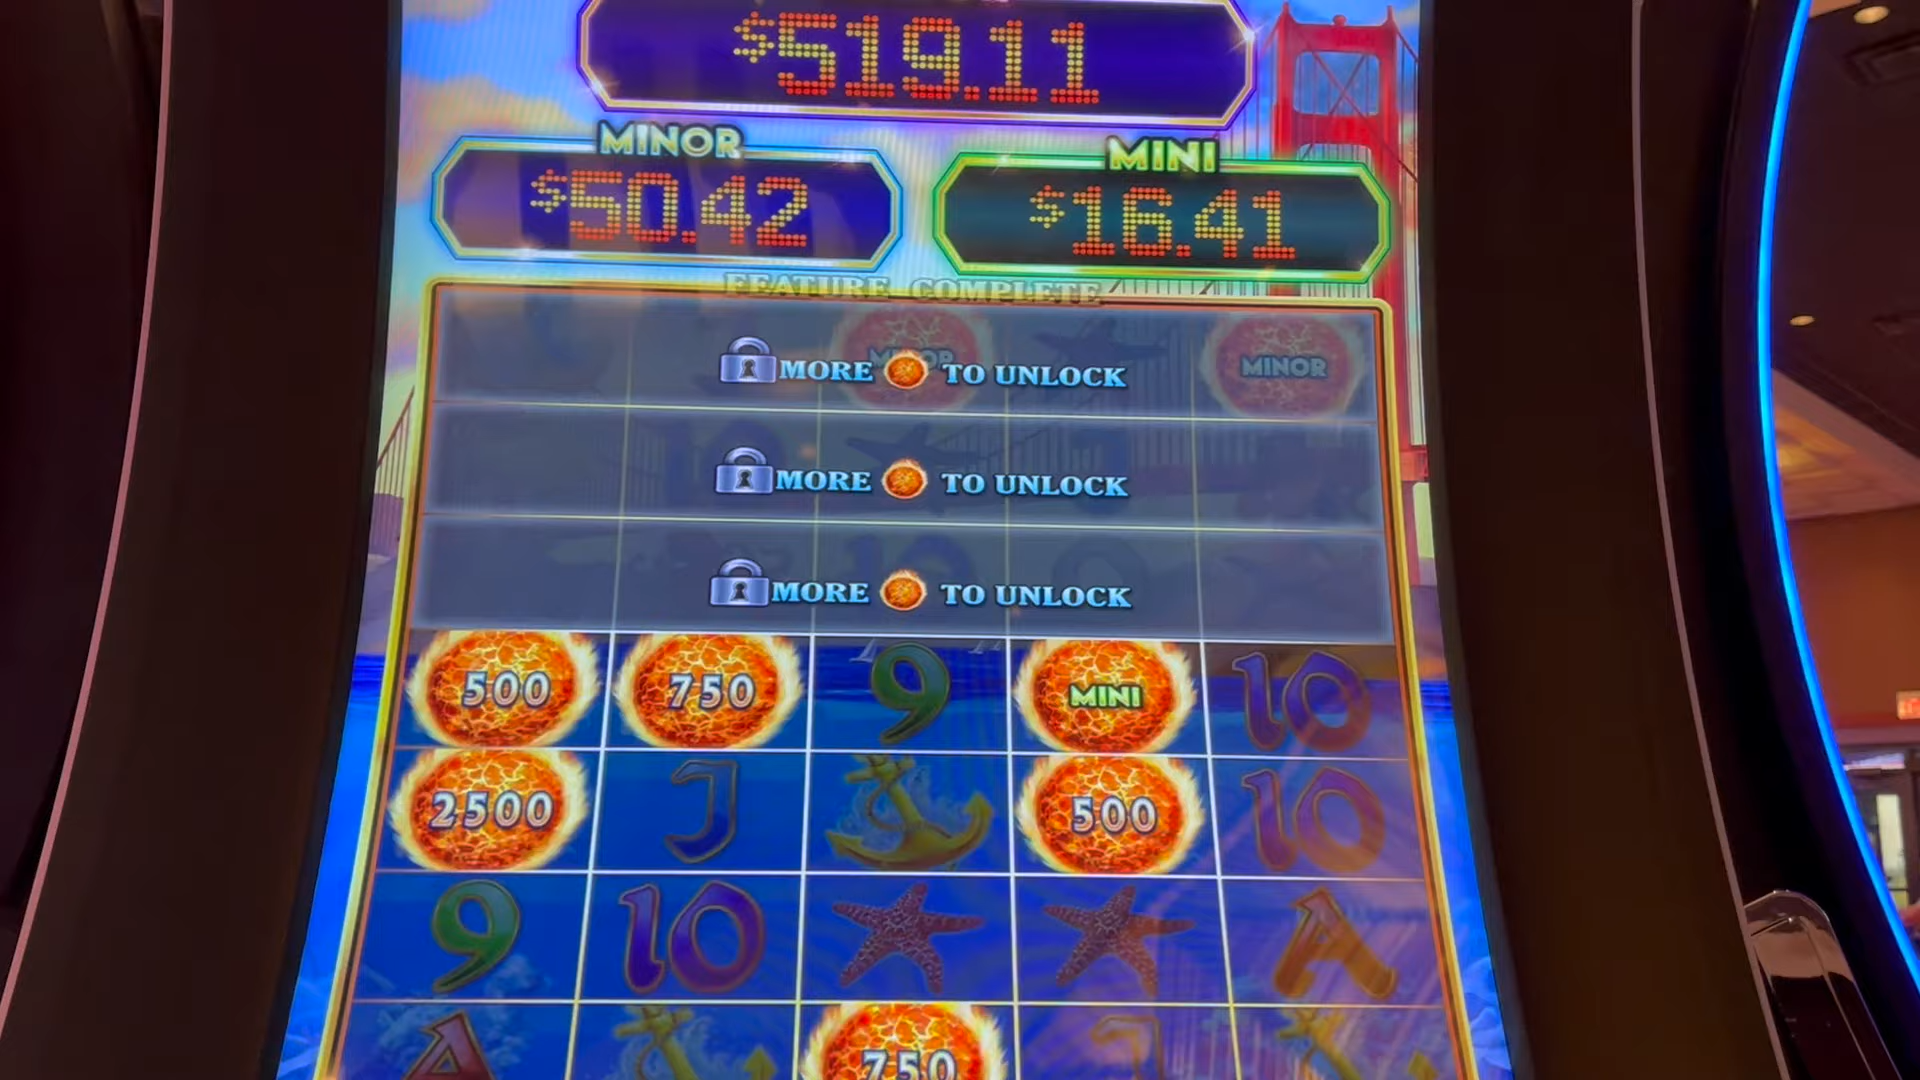 $519.11
MINOR
MINI
$50.42
$16.41
FEATURE COMPLETE
MINOR
MINOR
MORE TO UNLOCK
MORE TO UNLOCK
MORE TO UNLOCK
500
750
9
MINI
10
2500
J
500
10
9
10
A
A
750